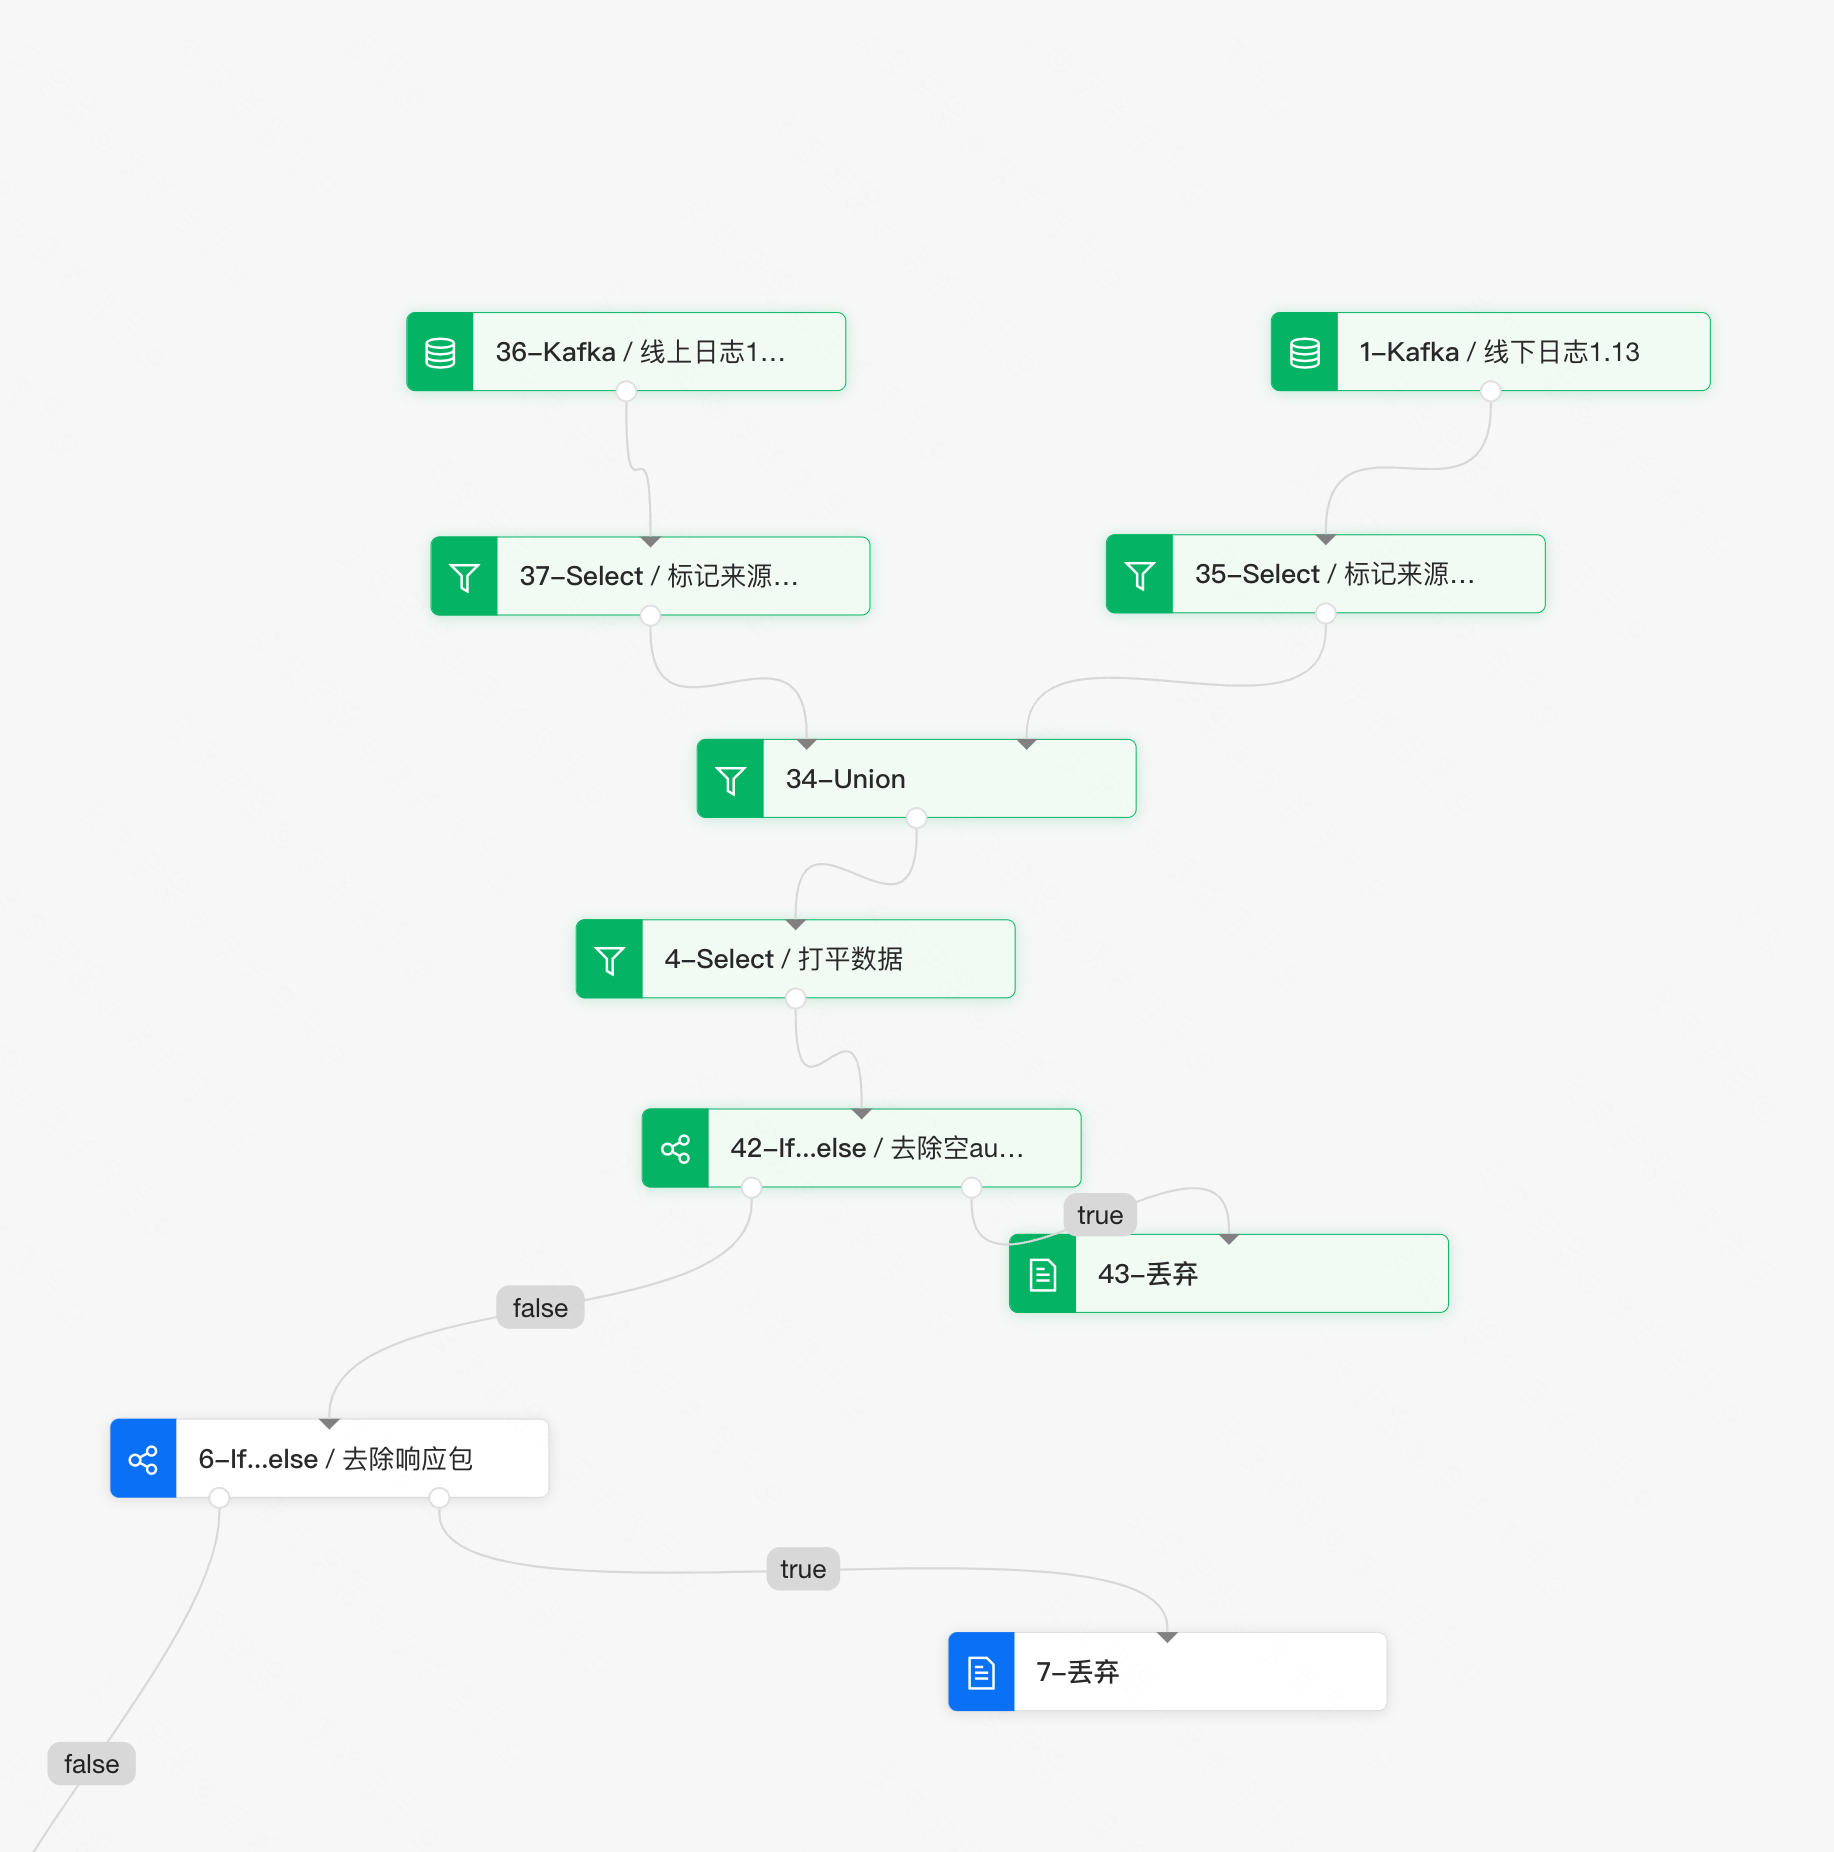 36-Kafka / 线上日志1...
1-Kafka / 线下日志1.13
37-Select / 标记来源...
35-Select / 标记来源...
34-Union
4-Select / 打平数据
42-If...else / 去除空au...
true
43-丢弃
false
6-If...else / 去除响应包
true
7-丢弃
false